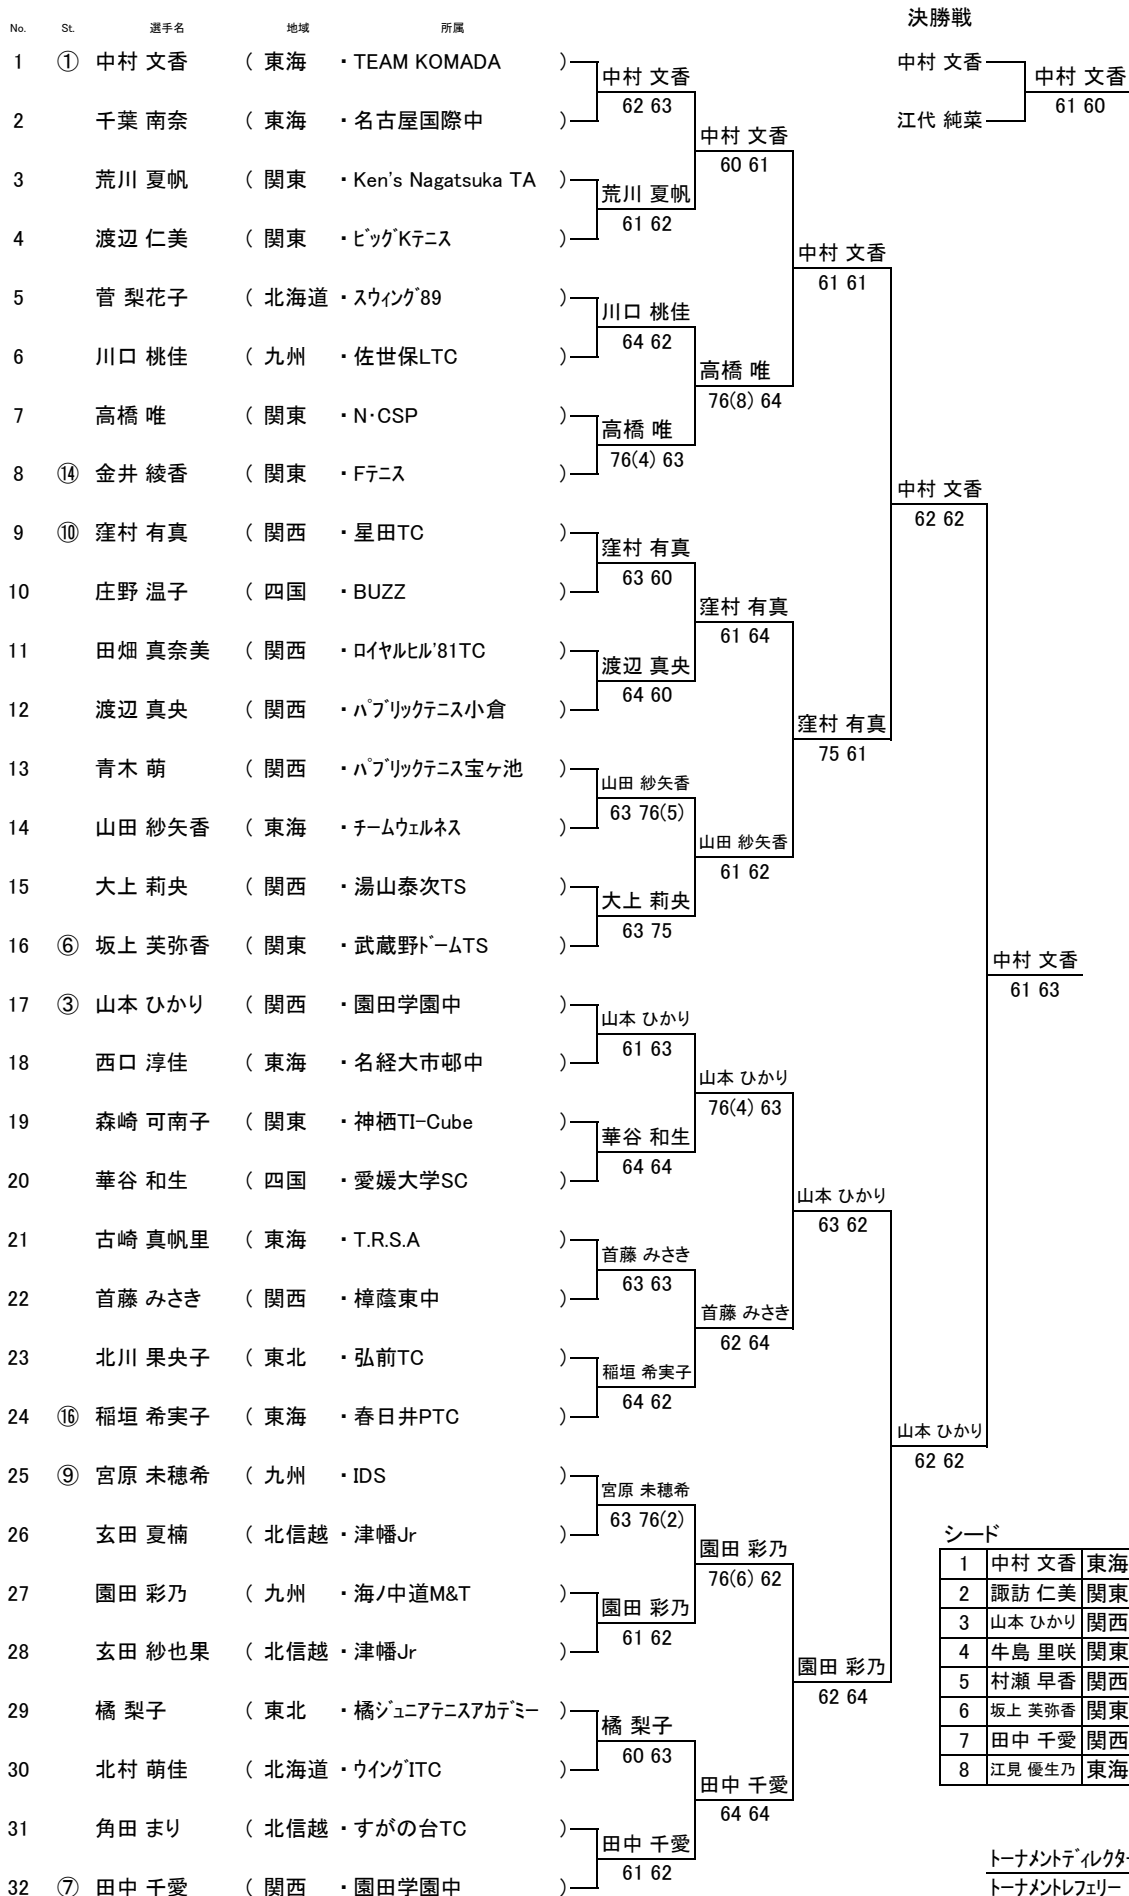 決勝戦
No. St. 選手名 地域 所属
1 ① 中村 文香 ( 東海 ・ TEAM KOMADA )
2 千葉 南奈 ( 東海 ・ 名古屋国際中 )
3 荒川 夏帆 ( 関東 ・ Ken's Nagatsuka TA )
4 渡辺 仁美 ( 関東 ・ ビッグKテニス )
5 菅 梨花子 ( 北海道 ・ スウィング'89 )
6 川口 桃佳 ( 九州 ・ 佐世保LTC )
7 高橋 唯 ( 関東 ・ N・CSP )
8 ⑭ 金井 綾香 ( 関東 ・ Fテニス )
9 ⑩ 窪村 有真 ( 関西 ・ 星田TC )
10 庄野 温子 ( 四国 ・ BUZZ )
11 田畑 真奈美 ( 関西 ・ ロイヤルヒル'81TC )
12 渡辺 真央 ( 関西 ・ パブリックテニス小倉 )
13 青木 萌 ( 関西 ・ パブリックテニス宝ヶ池 )
14 山田 紗矢香 ( 東海 ・ チームウェルネス )
15 大上 莉央 ( 関西 ・ 湯山泰次TS )
16 ⑥ 坂上 芙弥香 ( 関東 ・ 武蔵野ドームTS )
17 ③ 山本 ひかり ( 関西 ・ 園田学園中 )
18 西口 淳佳 ( 東海 ・ 名経大市邨中 )
19 森崎 可南子 ( 関東 ・ 神栖TI-Cube )
20 華谷 和生 ( 四国 ・ 愛媛大学SC )
21 古崎 真帆里 ( 東海 ・ T.R.S.A )
22 首藤 みさき ( 関西 ・ 樟蔭東中 )
23 北川 果央子 ( 東北 ・ 弘前TC )
24 ⑯ 稲垣 希実子 ( 東海 ・ 春日井PTC )
25 ⑨ 宮原 未穂希 ( 九州 ・ IDS )
26 玄田 夏楠 ( 北信越 ・ 津幡Jr )
27 園田 彩乃 ( 九州 ・ 海ノ中道M&T )
28 玄田 紗也果 ( 北信越 ・ 津幡Jr )
29 橘 梨子 ( 東北 ・ 橘ジュニアテニスアカデミー )
30 北村 萌佳 ( 北海道 ・ ウイングITC )
31 角田 まり ( 北信越 ・ すがの台TC )
32 ⑦ 田中 千愛 ( 関西 ・ 園田学園中 )
中村 文香
62 63
荒川 夏帆
61 62
川口 桃佳
64 62
高橋 唯
76(4) 63
窪村 有真
63 60
渡辺 真央
64 60
山田 紗矢香
63 76(5)
大上 莉央
63 75
山本 ひかり
61 63
華谷 和生
64 64
首藤 みさき
63 63
稲垣 希実子
64 62
宮原 未穂希
63 76(2)
園田 彩乃
61 62
橘 梨子
60 63
田中 千愛
61 62
中村 文香
60 61
高橋 唯
76(8) 64
窪村 有真
61 64
山田 紗矢香
61 62
山本 ひかり
76(4) 63
首藤 みさき
62 64
園田 彩乃
76(6) 62
田中 千愛
64 64
中村 文香
61 61
窪村 有真
75 61
山本 ひかり
63 62
園田 彩乃
62 64
中村 文香
62 62
山本 ひかり
62 62
中村 文香
61 63
中村 文香
江代 純菜
中村 文香
61 60
シード
1 中村 文香 東海
2 諏訪 仁美 関東
3 山本 ひかり 関西
4 牛島 里咲 関東
5 村瀬 早香 関西
6 坂上 芙弥香 関東
7 田中 千愛 関西
8 江見 優生乃 東海
トーナメントディレクター
トーナメントレフェリー